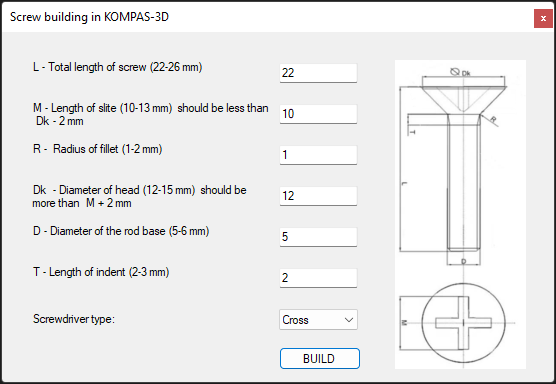 Screw building in KOMPAS-3D
x
L - Total length of screw (22-26 mm)
22
M - Length of slite (10-13 mm) should be less than
Dk - 2 mm
10
R - Radius of fillet (1-2 mm)
1
Dk - Diameter of head (12-15 mm) should be
more than M + 2 mm
12
D - Diameter of the rod base (5-6 mm)
5
T - Length of indent (2-3 mm)
2
Screwdriver type:
Cross
BUILD
Ø Dk
R
T
L
D
M